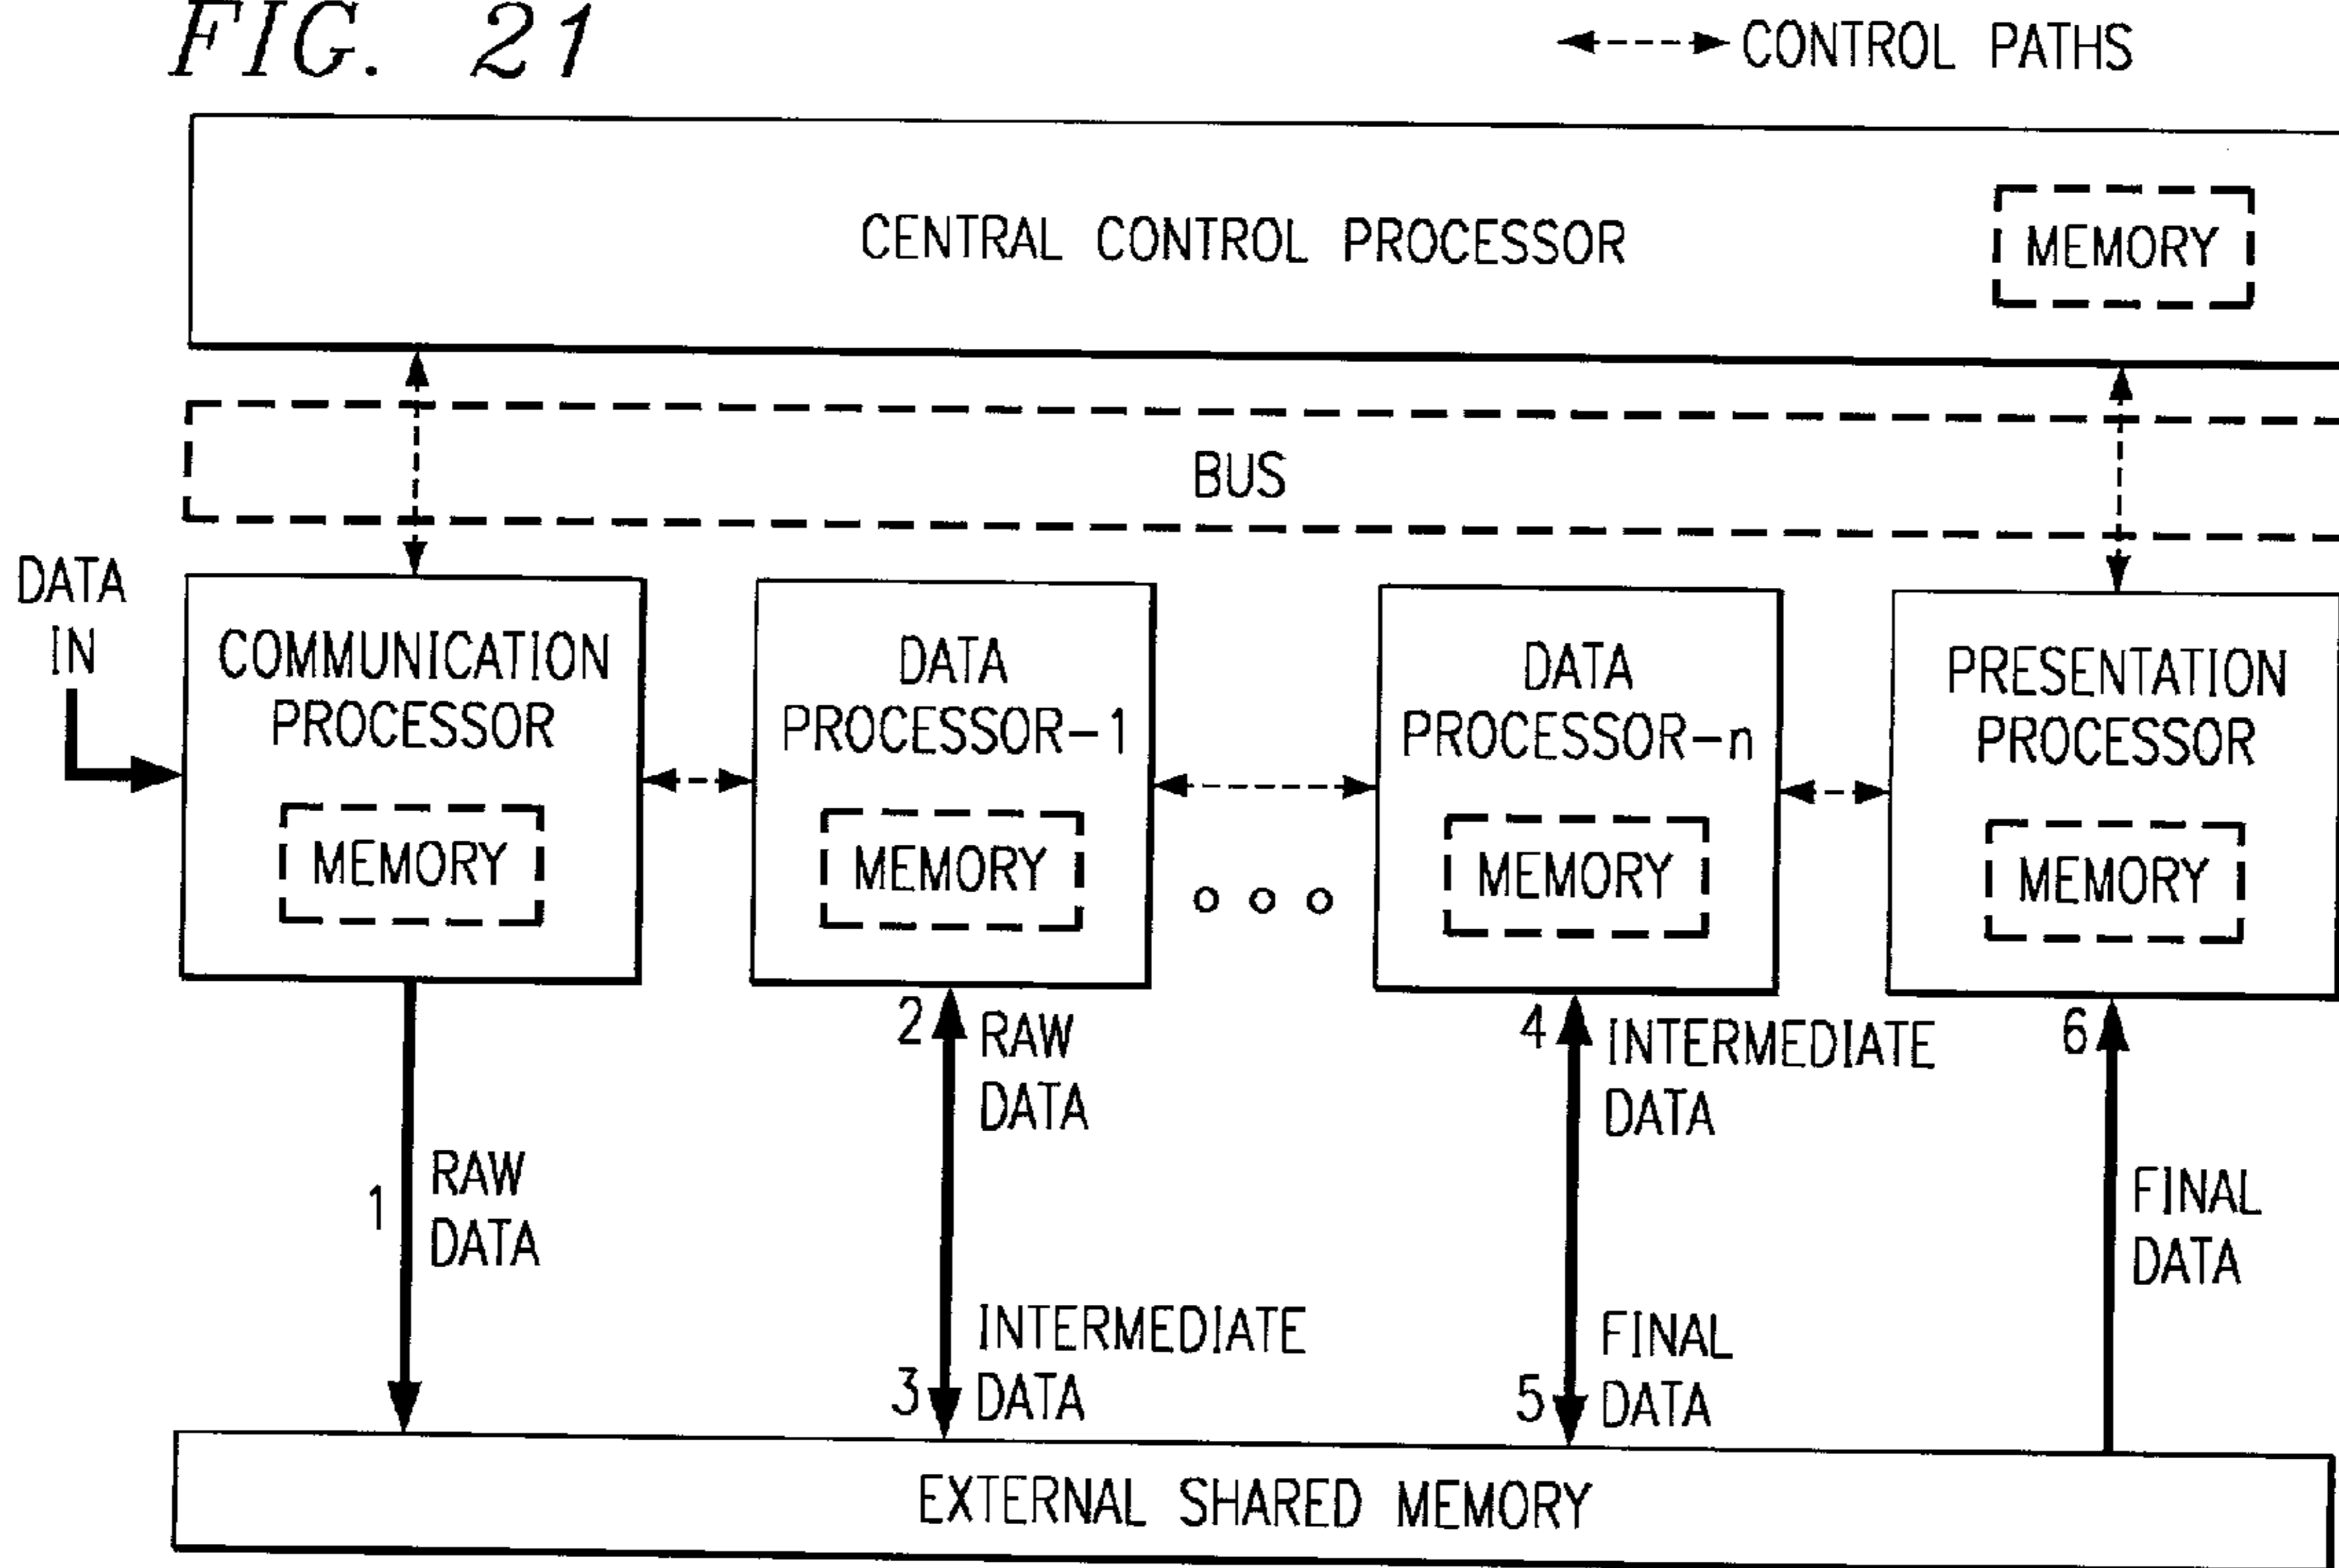 FIG. 21
CONTROL PATHS
CENTRAL CONTROL PROCESSOR
MEMORY
BUS
DATA
IN
COMMUNICATION
PROCESSOR
MEMORY
DATA
PROCESSOR-1
MEMORY
DATA
PROCESSOR-n
MEMORY
PRESENTATION
PROCESSOR
MEMORY
1
RAW
DATA
2
RAW
DATA
3
INTERMEDIATE
DATA
4
INTERMEDIATE
DATA
5
FINAL
DATA
6
FINAL
DATA
EXTERNAL SHARED MEMORY